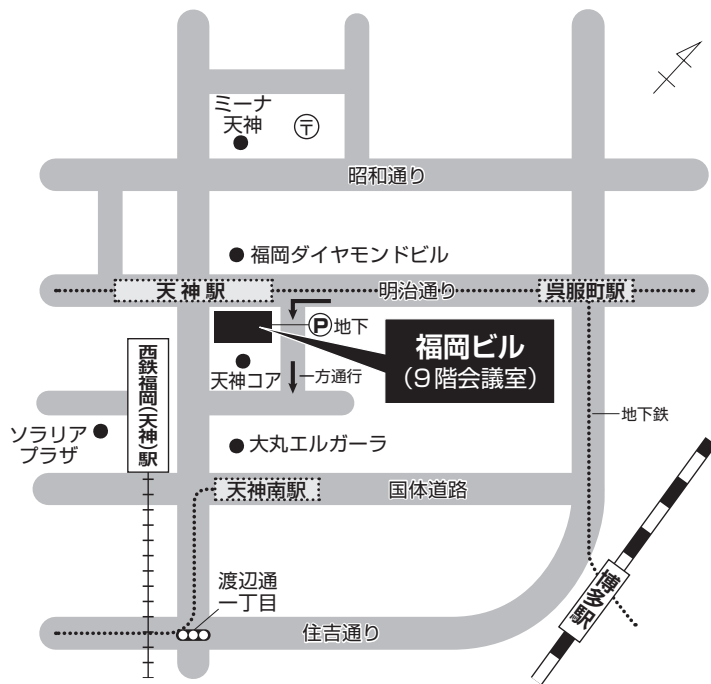 ミーナ
天神
〒
昭和通り
福岡ダイヤモンドビル
天神駅
明治通り
呉服町駅
P地下
福岡ビル
(9階会議室)
天神コア
一方通行
西鉄福岡(天神)駅
地下鉄
ソラリア
プラザ
大丸エルガーラ
天神南駅
国体道路
渡辺通
一丁目
住吉通り
博多駅